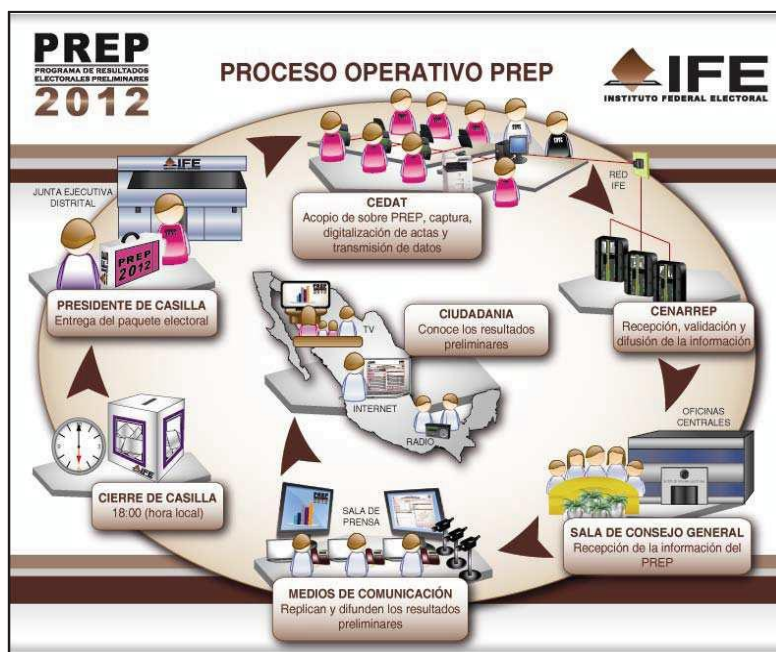 PREP
PROGRAMA DE RESULTADOS
ELECTORALES PRELIMINARES
2012
PROCESO OPERATIVO PREP
IFE
INSTITUTO FEDERAL ELECTORAL
IFE
JUNTA EJECUTIVA
DISTRITAL
IFE
PREP
2012
PRESIDENTE DE CASILLA
Entrega del paquete electoral
CEDAT
Acopio de sobre PREP, captura,
digitalización de actas y
transmisión de datos
RED
IFE
CENARREP
Recepción, validación y
difusión de la información
CIUDADANIA
Conoce los resultados
preliminares
TV
INTERNET
RADIO
IFE
CIERRE DE CASILLA
18:00 (hora local)
OFICINAS
CENTRALES
SALA DE CONSEJO GENERAL
Recepción de la información del
PREP
SALA DE
PRENSA
PREP
MEDIOS DE COMUNICACIÓN
Replican y difunden los resultados
preliminares